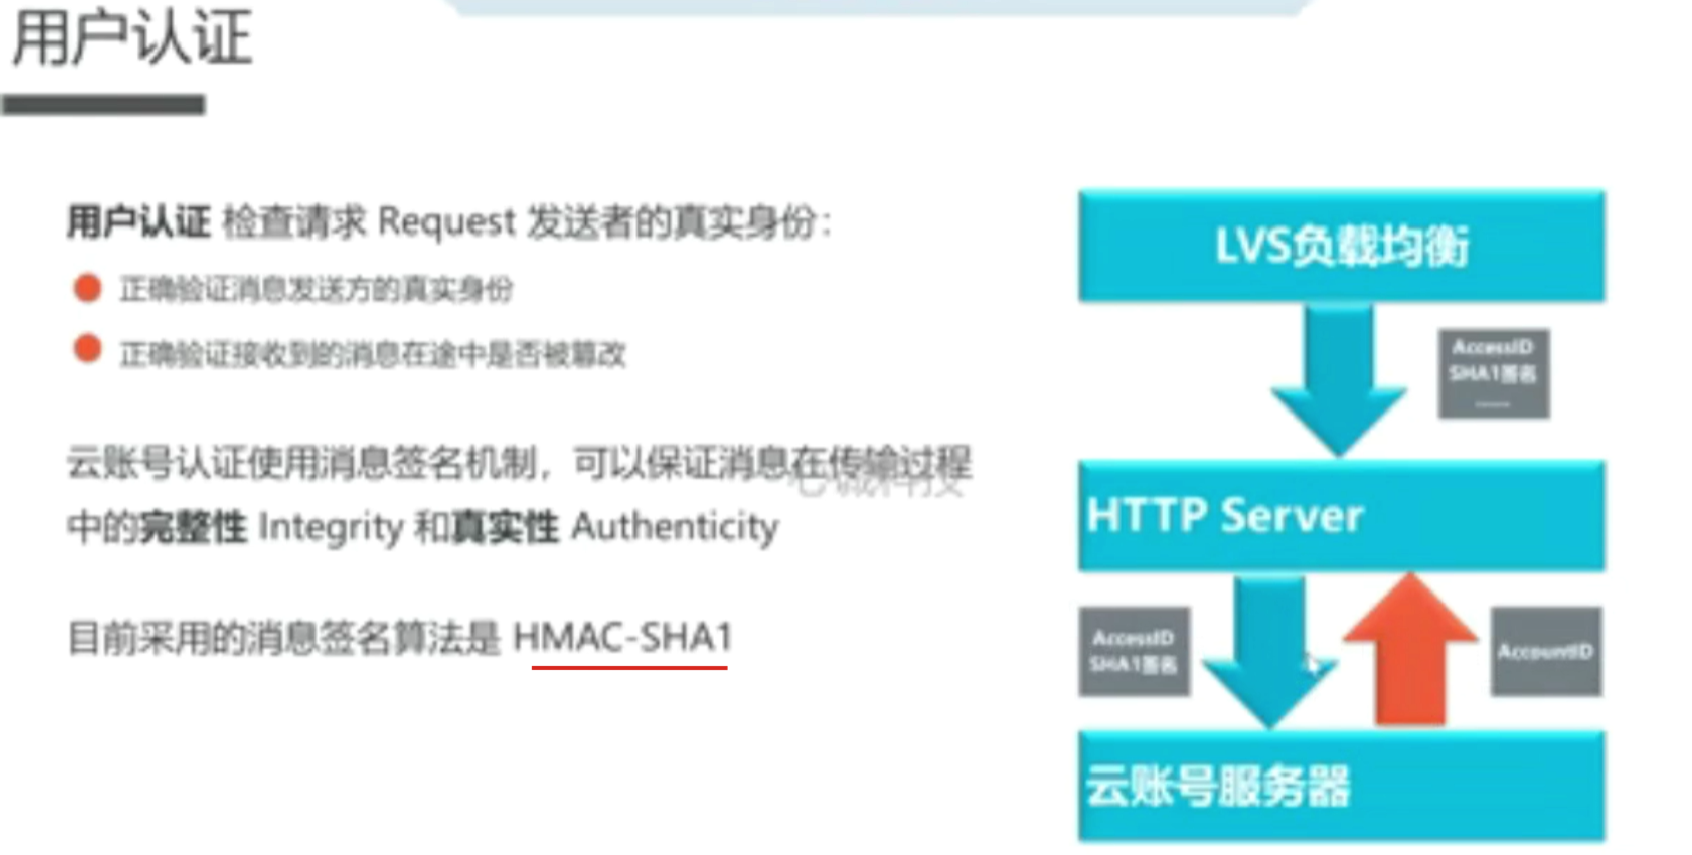 用户认证
用户认证 检查请求 Request 发送者的真实身份：
正确验证消息发送方的真实身份
正确验证接收到的消息在途中是否被篡改
云账号认证使用消息签名机制，可以保证消息在传输过程
中的完整性 Integrity 和真实性 Authenticity
目前采用的消息签名算法是 HMAC-SHA1
LVS负载均衡
AccessID
SHA1签名
......
HTTP Server
AccessID
SHA1签名
AccountID
云账号服务器